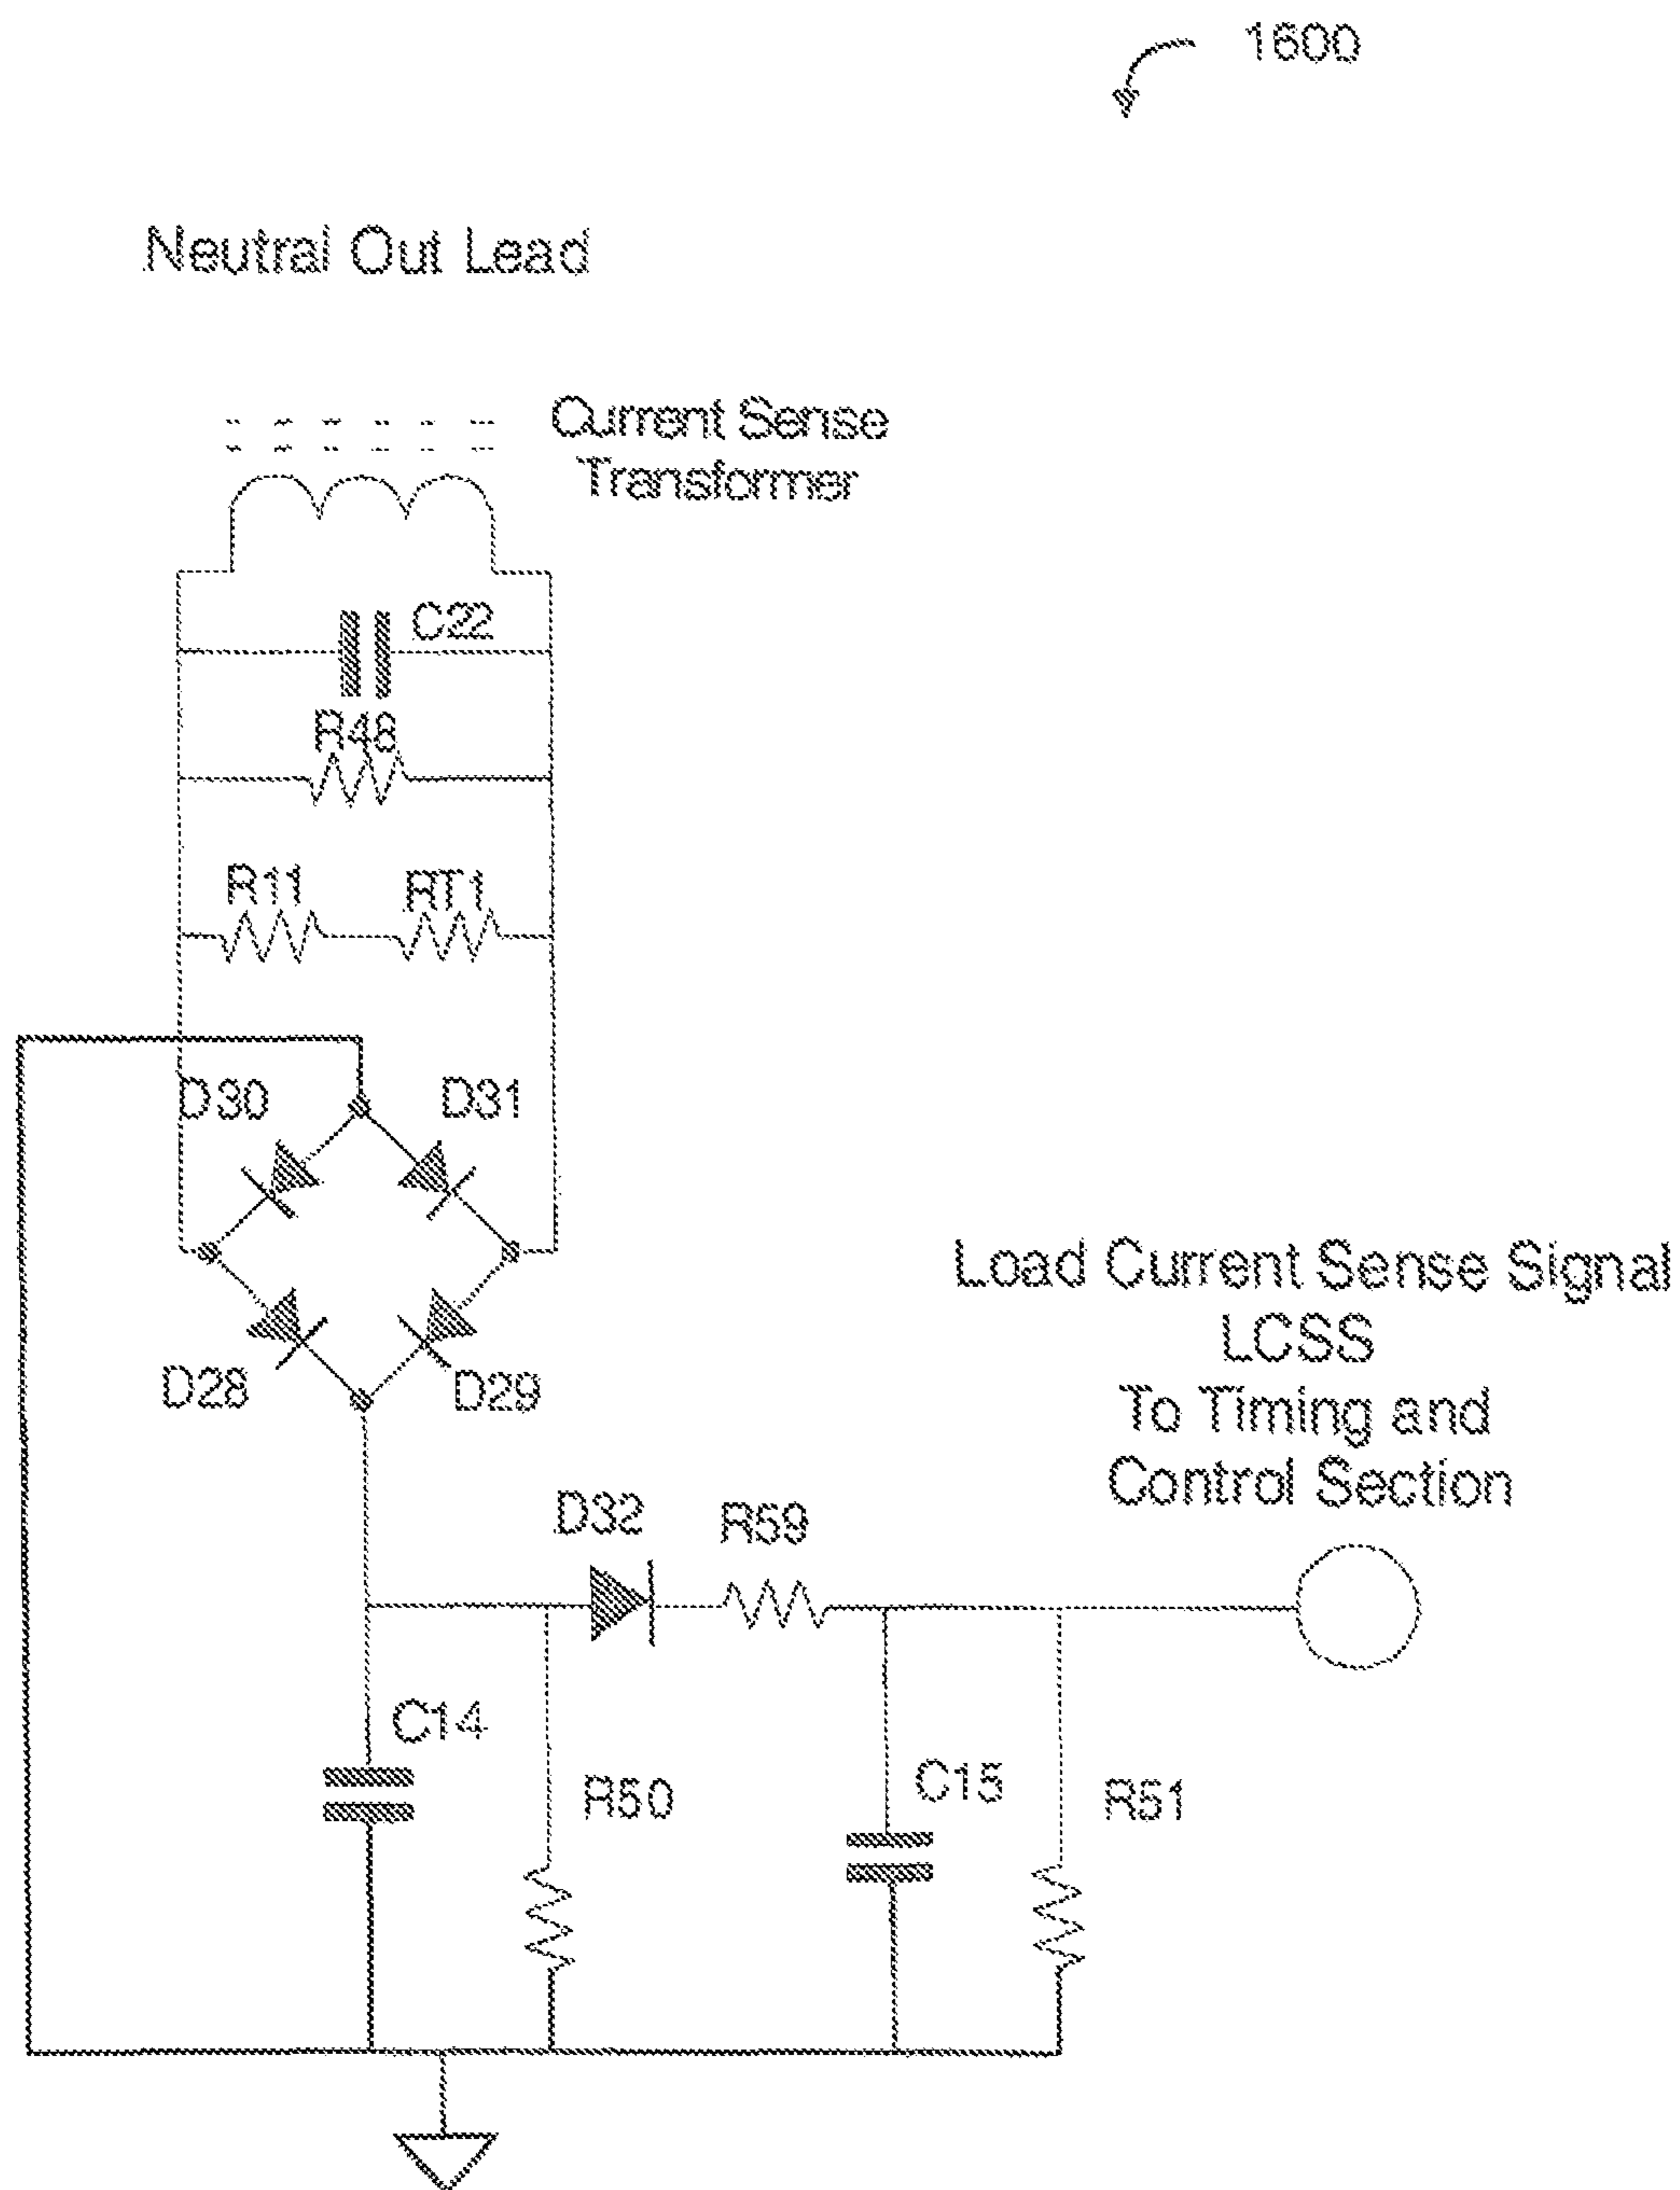 1600
Neutral Out Lead
Current Sense
Transformer
C22
R48
R11
RT1
D30
D31
D28
D29
Load Current Sense Signal
LCSS
To Timing and
Control Section
D32
R59
C14
R50
C15
R51